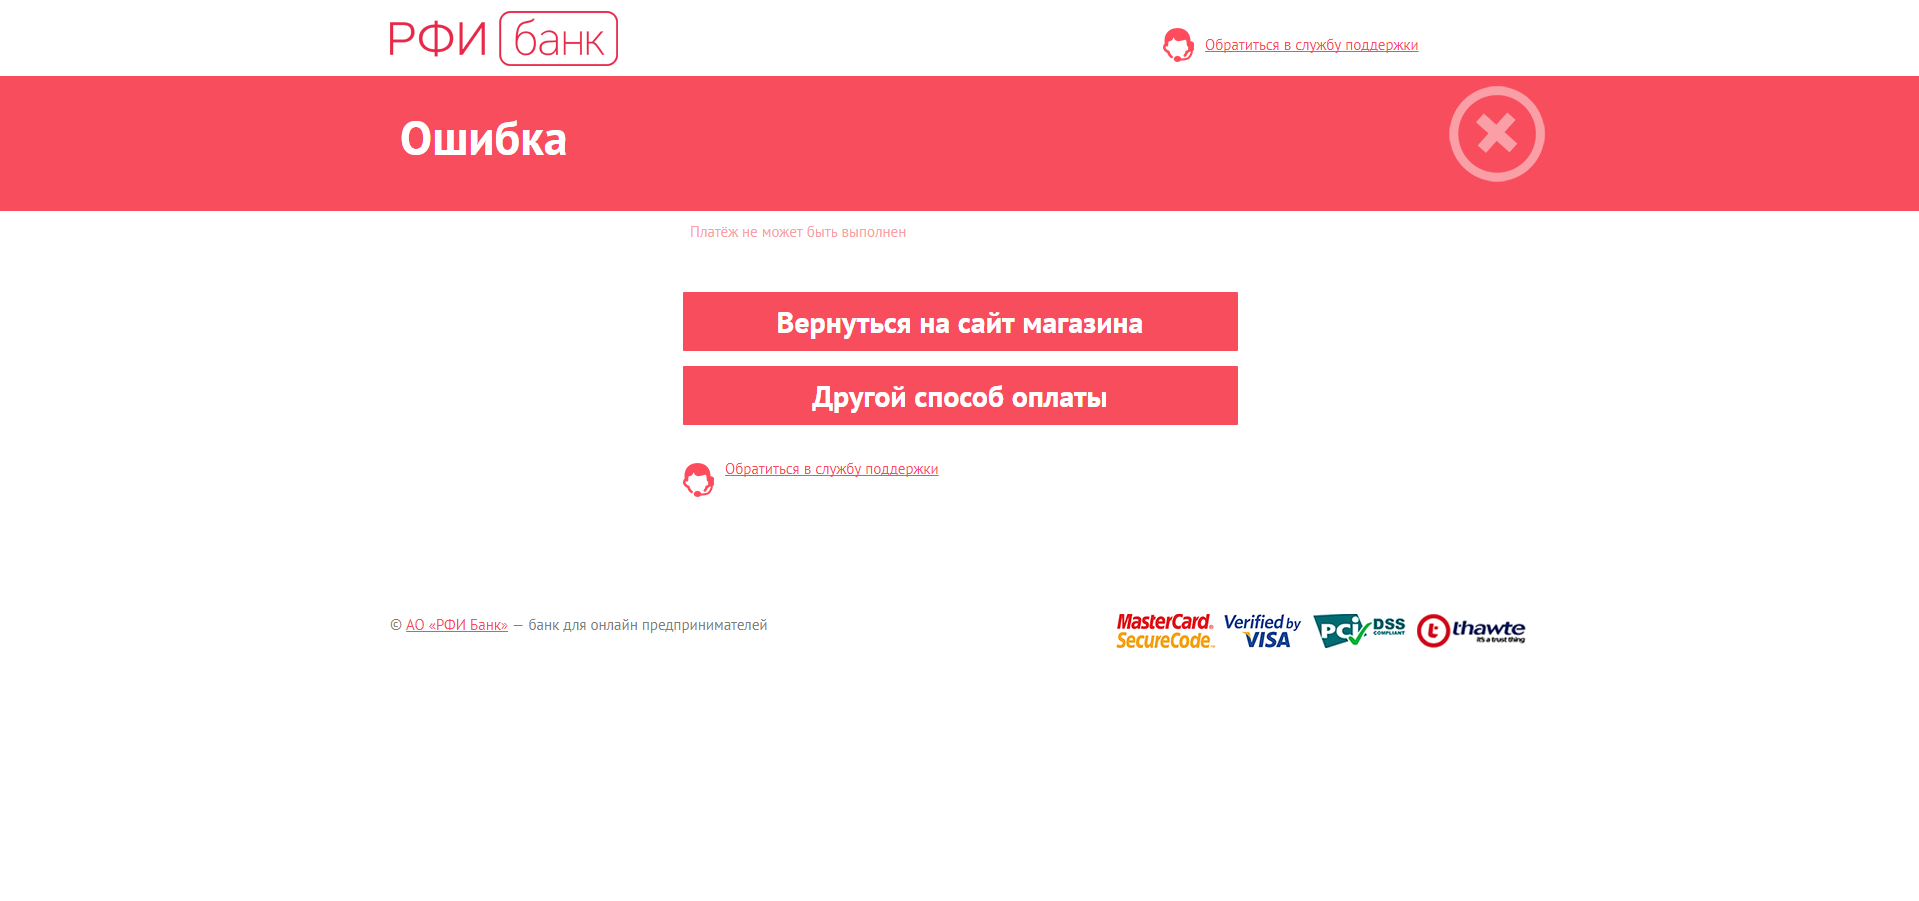 РФИ банк
Обратиться в службу поддержки
Ошибка
Платёж не может быть выполнен
Вернуться на сайт магазина
Другой способ оплаты
Обратиться в службу поддержки
© АО «РФИ Банк» — банк для онлайн предпринимателей
MasterCard. SecureCode.
Verified by VISA
PCI DSS COMPLIANT
t thawte it's a trust thing